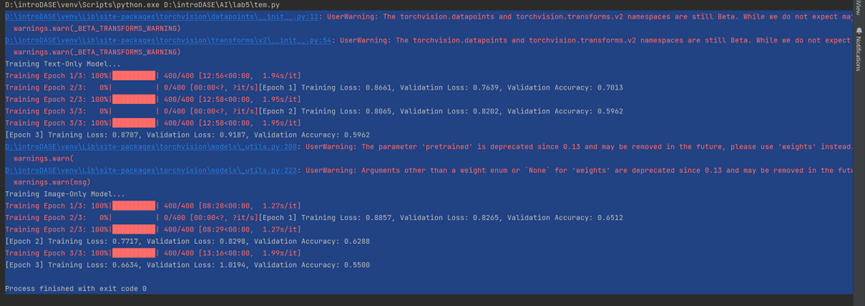 D:\introDASE\venv\Scripts\python.exe D:\introDASE\AI\lab5\tem.py
D:\introDASE\venv\Lib\site-packages\torchvision\datapoints\__init__.py:12: UserWarning: The torchvision.datapoints and torchvision.transforms.v2 namespaces are still Beta. While we do not expect maj
warnings.warn(_BETA_TRANSFORMS_WARNING)
D:\introDASE\venv\Lib\site-packages\torchvision\transforms\v2\__init__.py:54: UserWarning: The torchvision.datapoints and torchvision.transforms.v2 namespaces are still Beta. While we do not expect
warnings.warn(_BETA_TRANSFORMS_WARNING)
Training Text-Only Model...
Training Epoch 1/3: 100%|██████████| 400/400 [12:56<00:00,  1.94s/it]
Training Epoch 2/3:   0%|          | 0/400 [00:00<?, ?it/s][Epoch 1] Training Loss: 0.8661, Validation Loss: 0.7639, Validation Accuracy: 0.7013
Training Epoch 2/3: 100%|██████████| 400/400 [12:58<00:00,  1.95s/it]
Training Epoch 3/3:   0%|          | 0/400 [00:00<?, ?it/s][Epoch 2] Training Loss: 0.8065, Validation Loss: 0.8202, Validation Accuracy: 0.5962
Training Epoch 3/3: 100%|██████████| 400/400 [12:58<00:00,  1.95s/it]
[Epoch 3] Training Loss: 0.8787, Validation Loss: 0.9187, Validation Accuracy: 0.5962
D:\introDASE\venv\Lib\site-packages\torchvision\models\_utils.py:208: UserWarning: The parameter 'pretrained' is deprecated since 0.13 and may be removed in the future, please use 'weights' instead.
warnings.warn(
D:\introDASE\venv\Lib\site-packages\torchvision\models\_utils.py:223: UserWarning: Arguments other than a weight enum or `None` for 'weights' are deprecated since 0.13 and may be removed in the futu
warnings.warn(msg)
Training Image-Only Model...
Training Epoch 1/3: 100%|██████████| 400/400 [08:28<00:00,  1.27s/it]
Training Epoch 2/3:   0%|          | 0/400 [00:00<?, ?it/s][Epoch 1] Training Loss: 0.8857, Validation Loss: 0.8265, Validation Accuracy: 0.6512
Training Epoch 2/3: 100%|██████████| 400/400 [08:29<00:00,  1.27s/it]
[Epoch 2] Training Loss: 0.7717, Validation Loss: 0.8298, Validation Accuracy: 0.6288
Training Epoch 3/3: 100%|██████████| 400/400 [13:16<00:00,  1.99s/it]
[Epoch 3] Training Loss: 0.6634, Validation Loss: 1.0194, Validation Accuracy: 0.5500
Process finished with exit code 0
Notifications